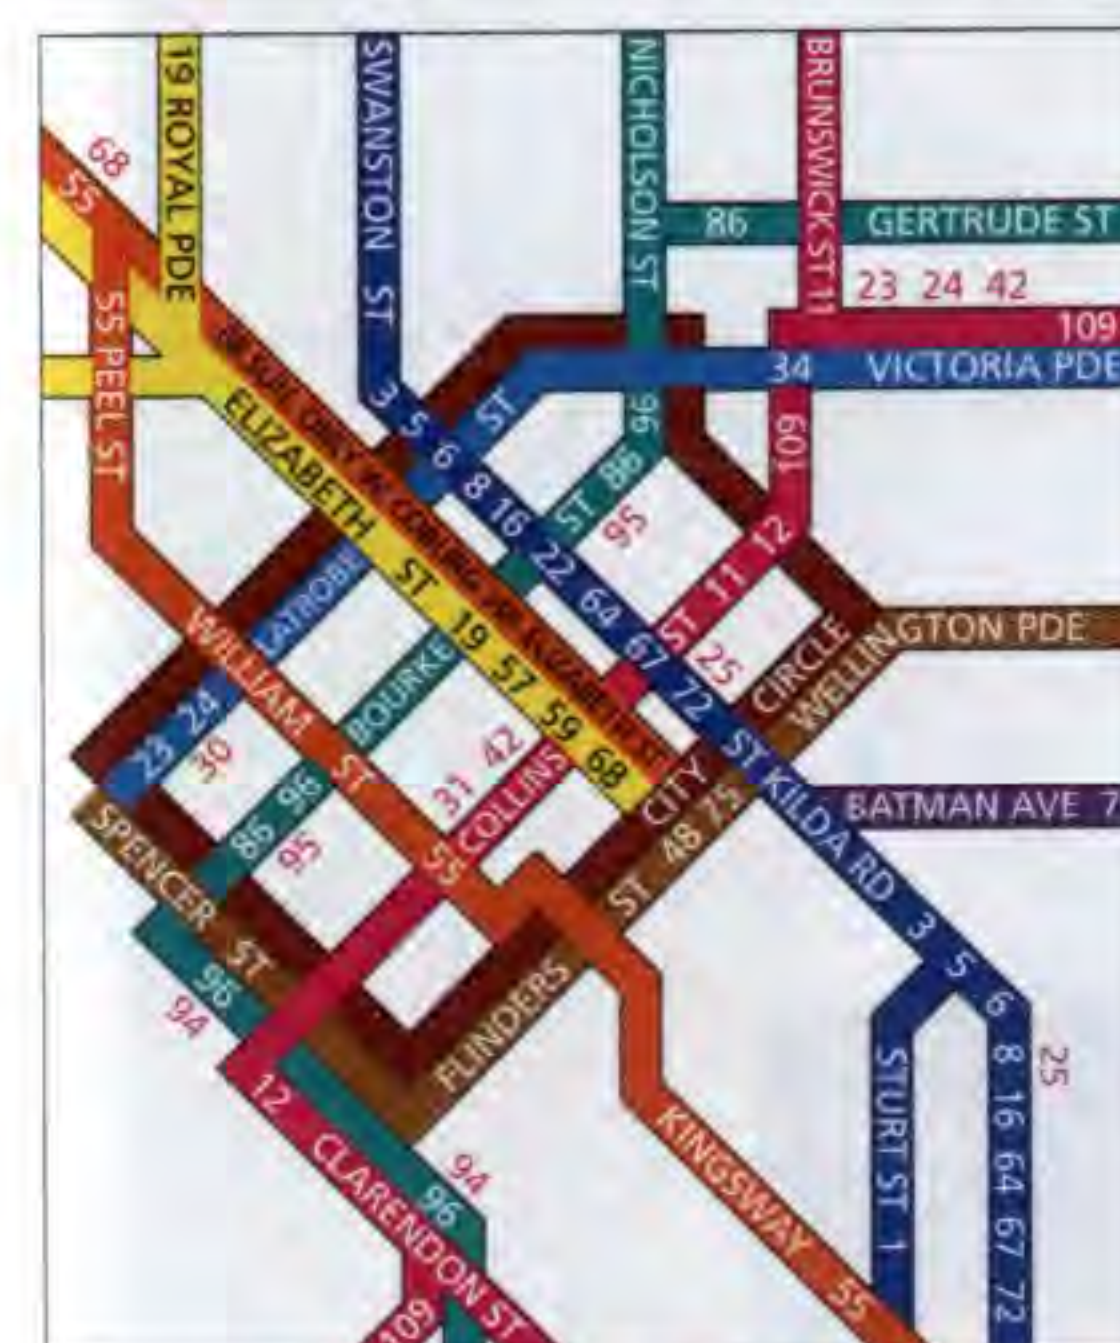 19 ROYAL PDE
SWANSTON ST
NICHOLSON ST
BRUNSWICK ST 11
68
55
86
GERTRUDE ST
23 24 42
109
34
VICTORIA PDE
55 PEEL ST
3 5 6 8 16 22 64 67 72
ST
96
ST 86
95
109
12
ST 11
25
ELIZABETH ST 19 57 59 68
LATROBE
BOURKE
COLLINS
31 42
WILLIAM ST
55
23 24
30
86 96
95
CITY CIRCLE
WELLINGTON PDE
ST KILDA RD 3 5 6
BATMAN AVE 7
SPENCER ST
FLINDERS ST 48 75
96
94
12
CLARENDON ST
94
96
109
KINGSWAY 55
STURT ST 1
8 16 64 67 72
25